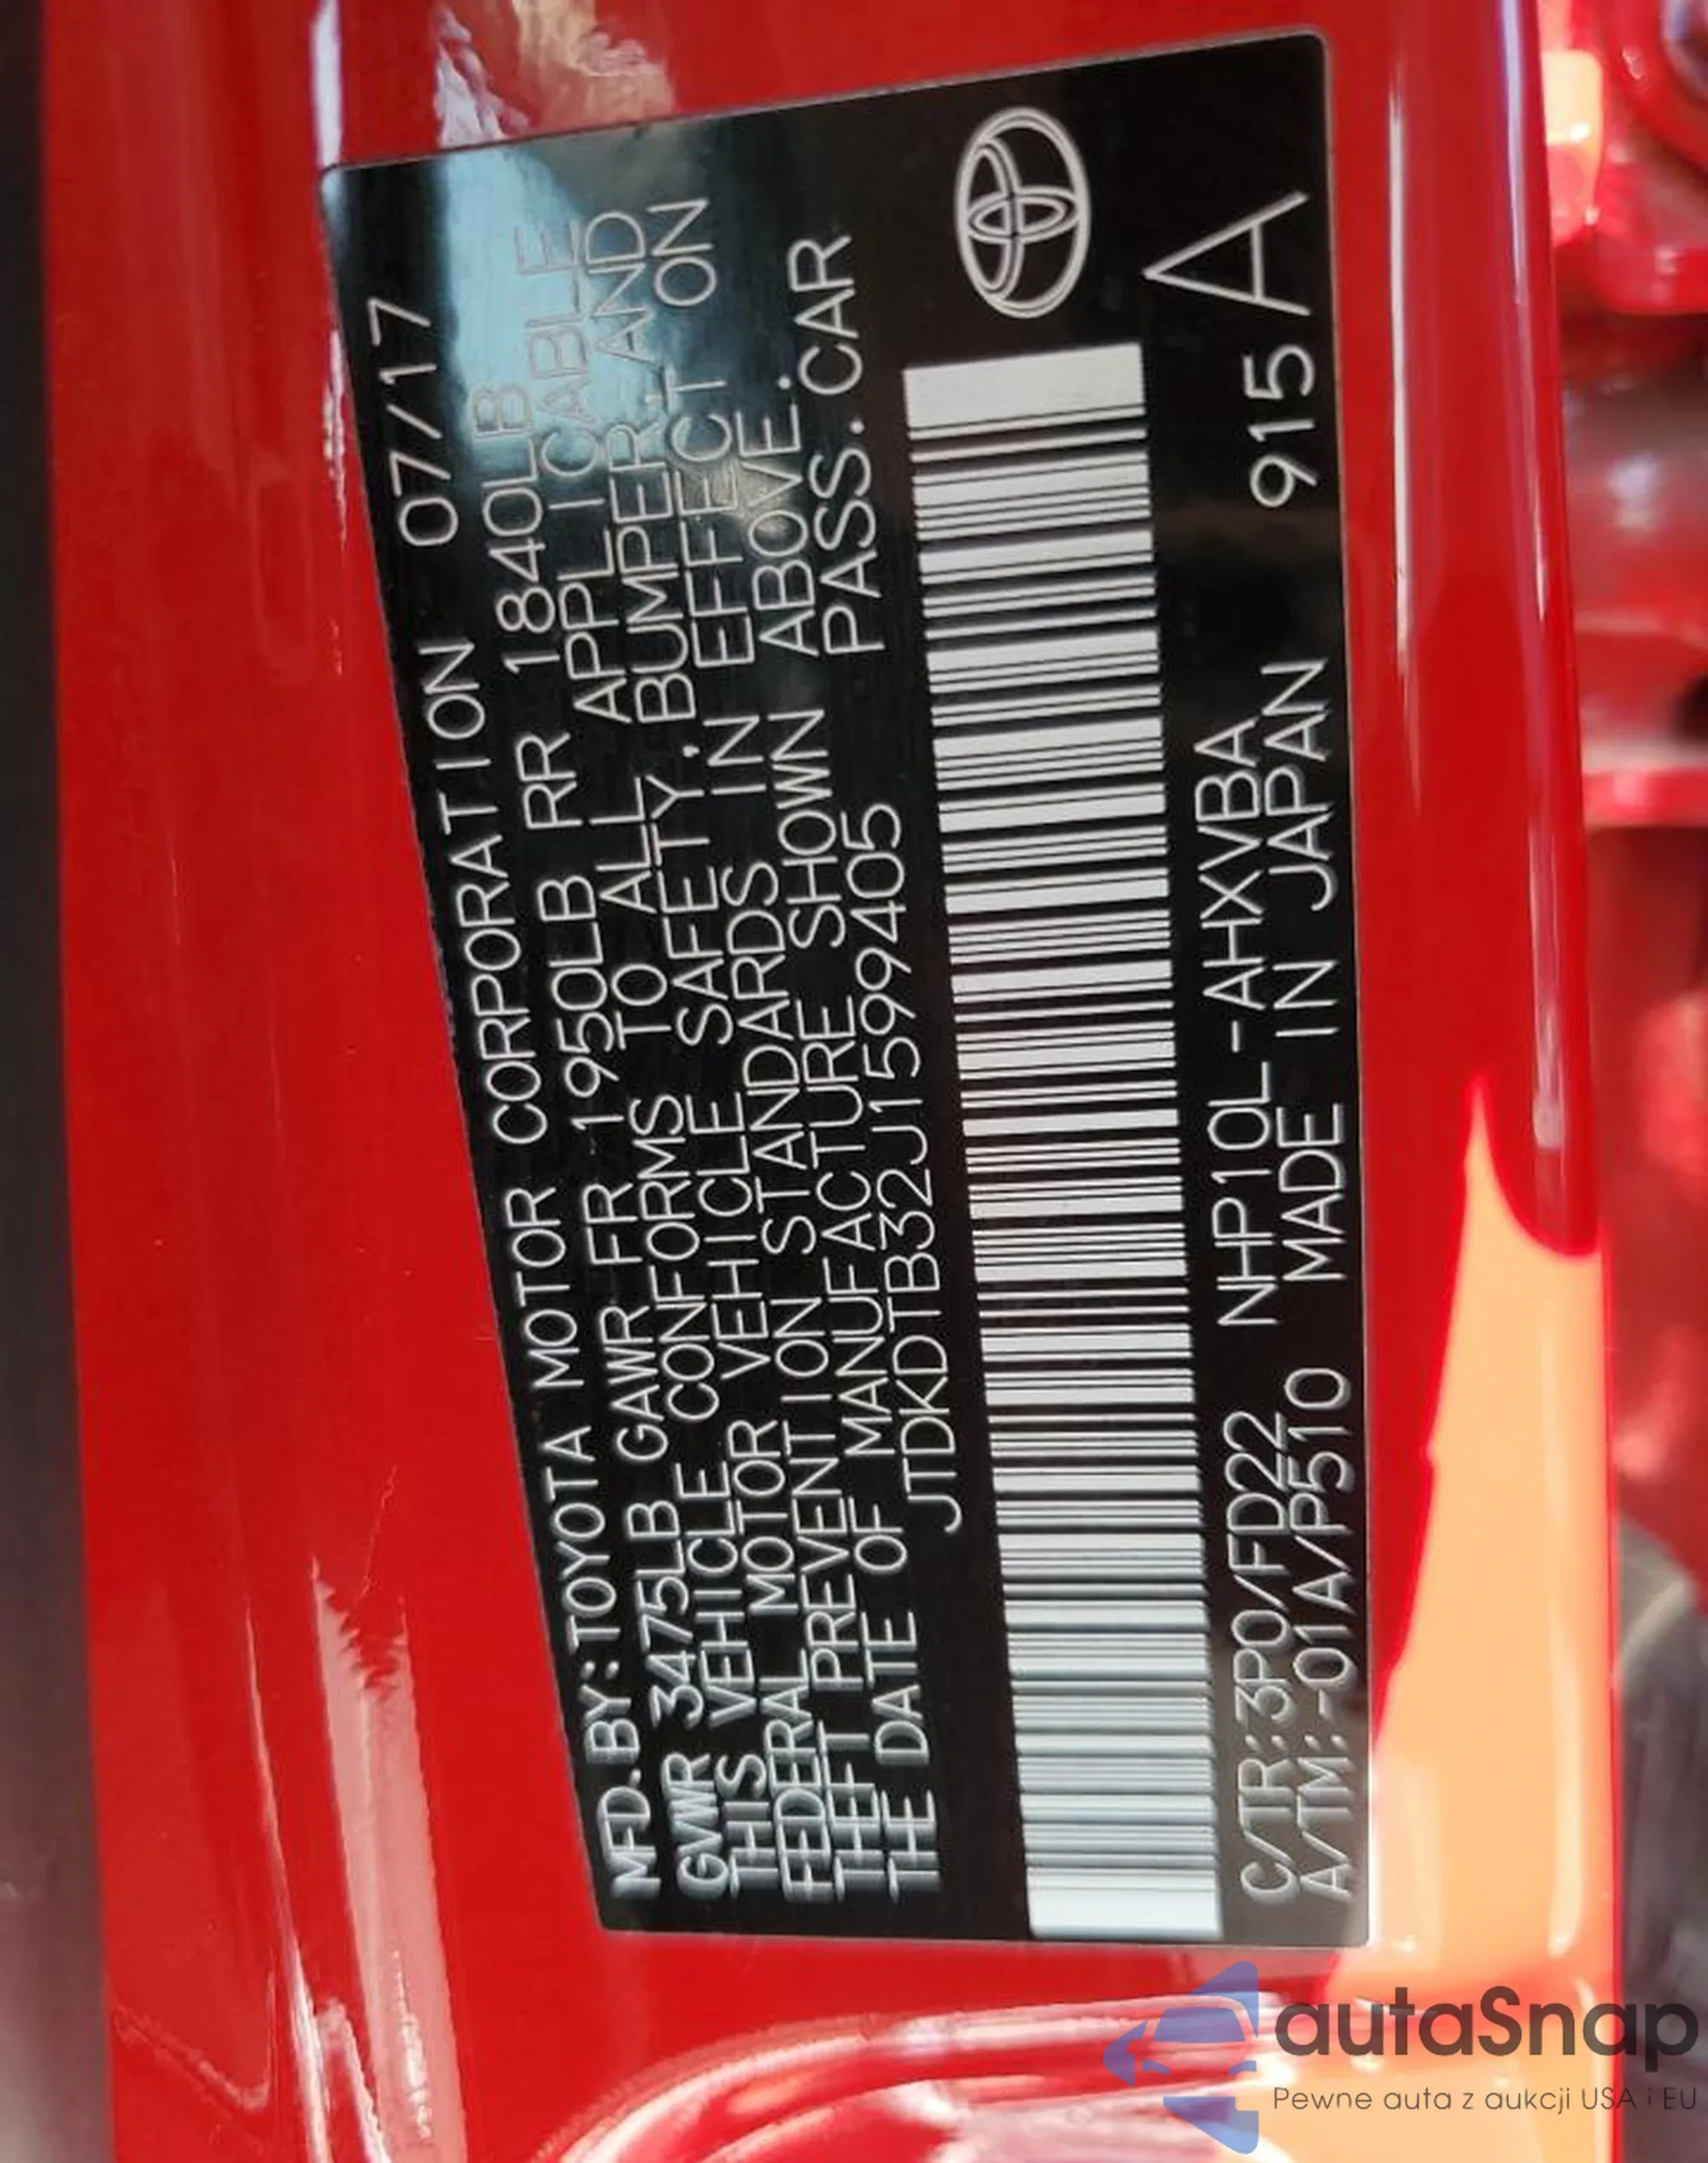 MFD.BY:TOYOTA MOTOR CORPORATION 07/17
GVWR 3475LB GAWR FR 1950LB RR 1840LB
THIS VEHICLE CONFORMS TO ALL APPLICABLE
FEDERAL MOTOR VEHICLE SAFETY, BUMPER, AND
THEFT PREVENTION STANDARDS IN EFFECT ON
THE DATE OF MANUFACTURE SHOWN ABOVE.
JTDKDTB32J1599405 PASS.CAR
C/TR:3P0/FD22 NHP10L-AHXVBA
A/TM:-01A/P510 MADE IN JAPAN 915 A
autaSnap
Pewne auta z aukcji USA i EU